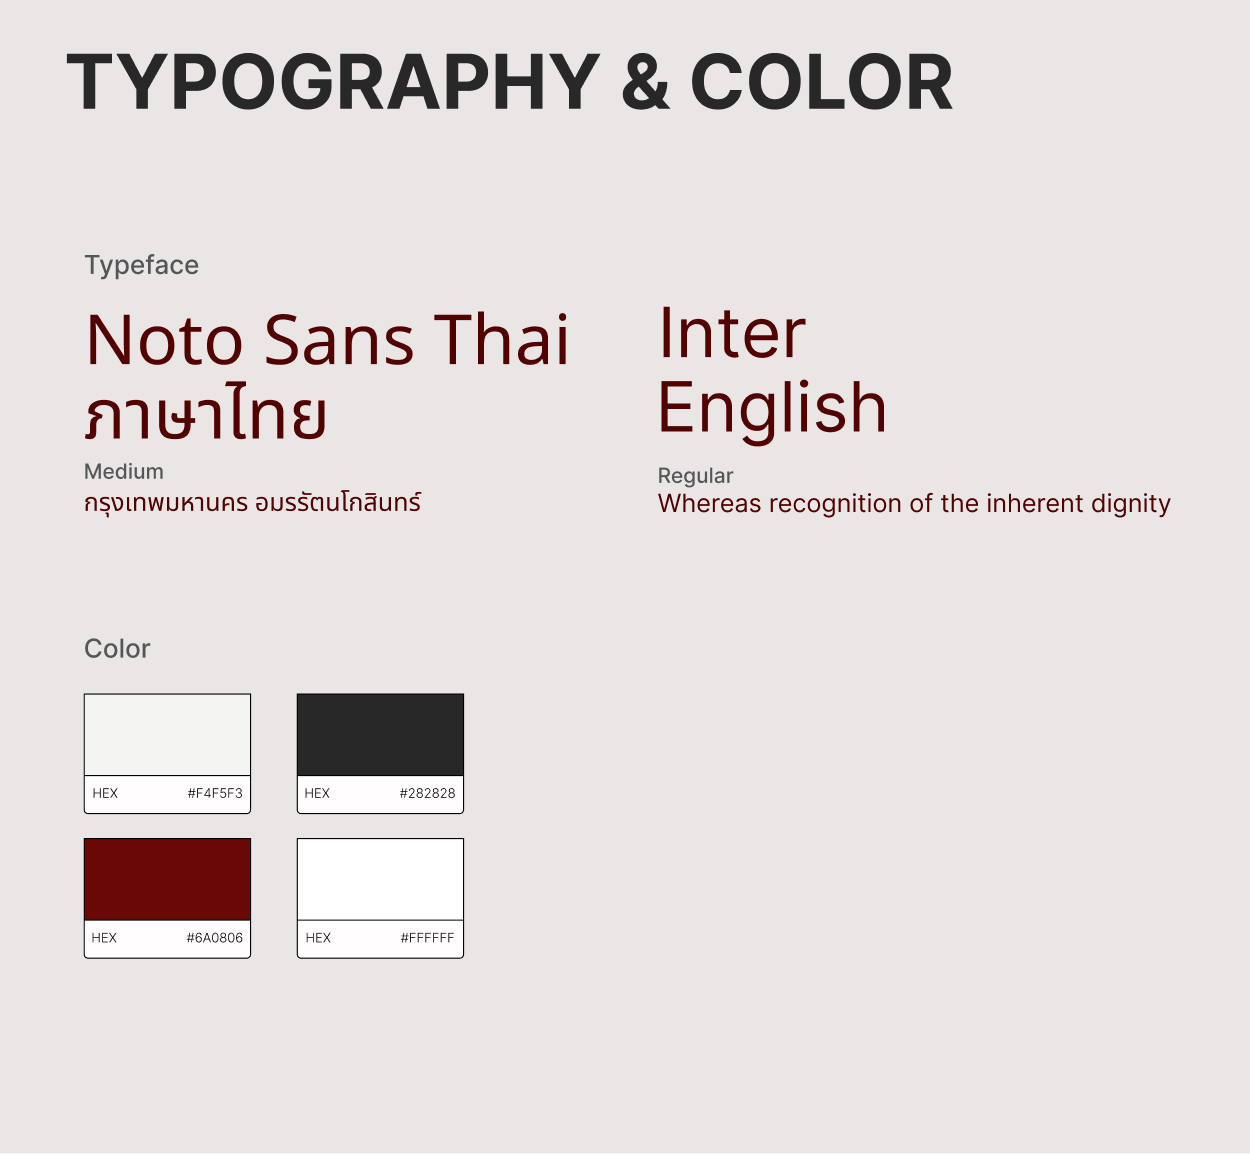 TYPOGRAPHY & COLOR
Typeface
Noto Sans Thai
ภาษาไทย
Medium
กรุงเทพมหานคร อมรรัตนโกสินทร์
Inter
English
Regular
Whereas recognition of the inherent dignity
Color
HEX #F4F5F3
HEX #282828
HEX #6A0806
HEX #FFFFFF